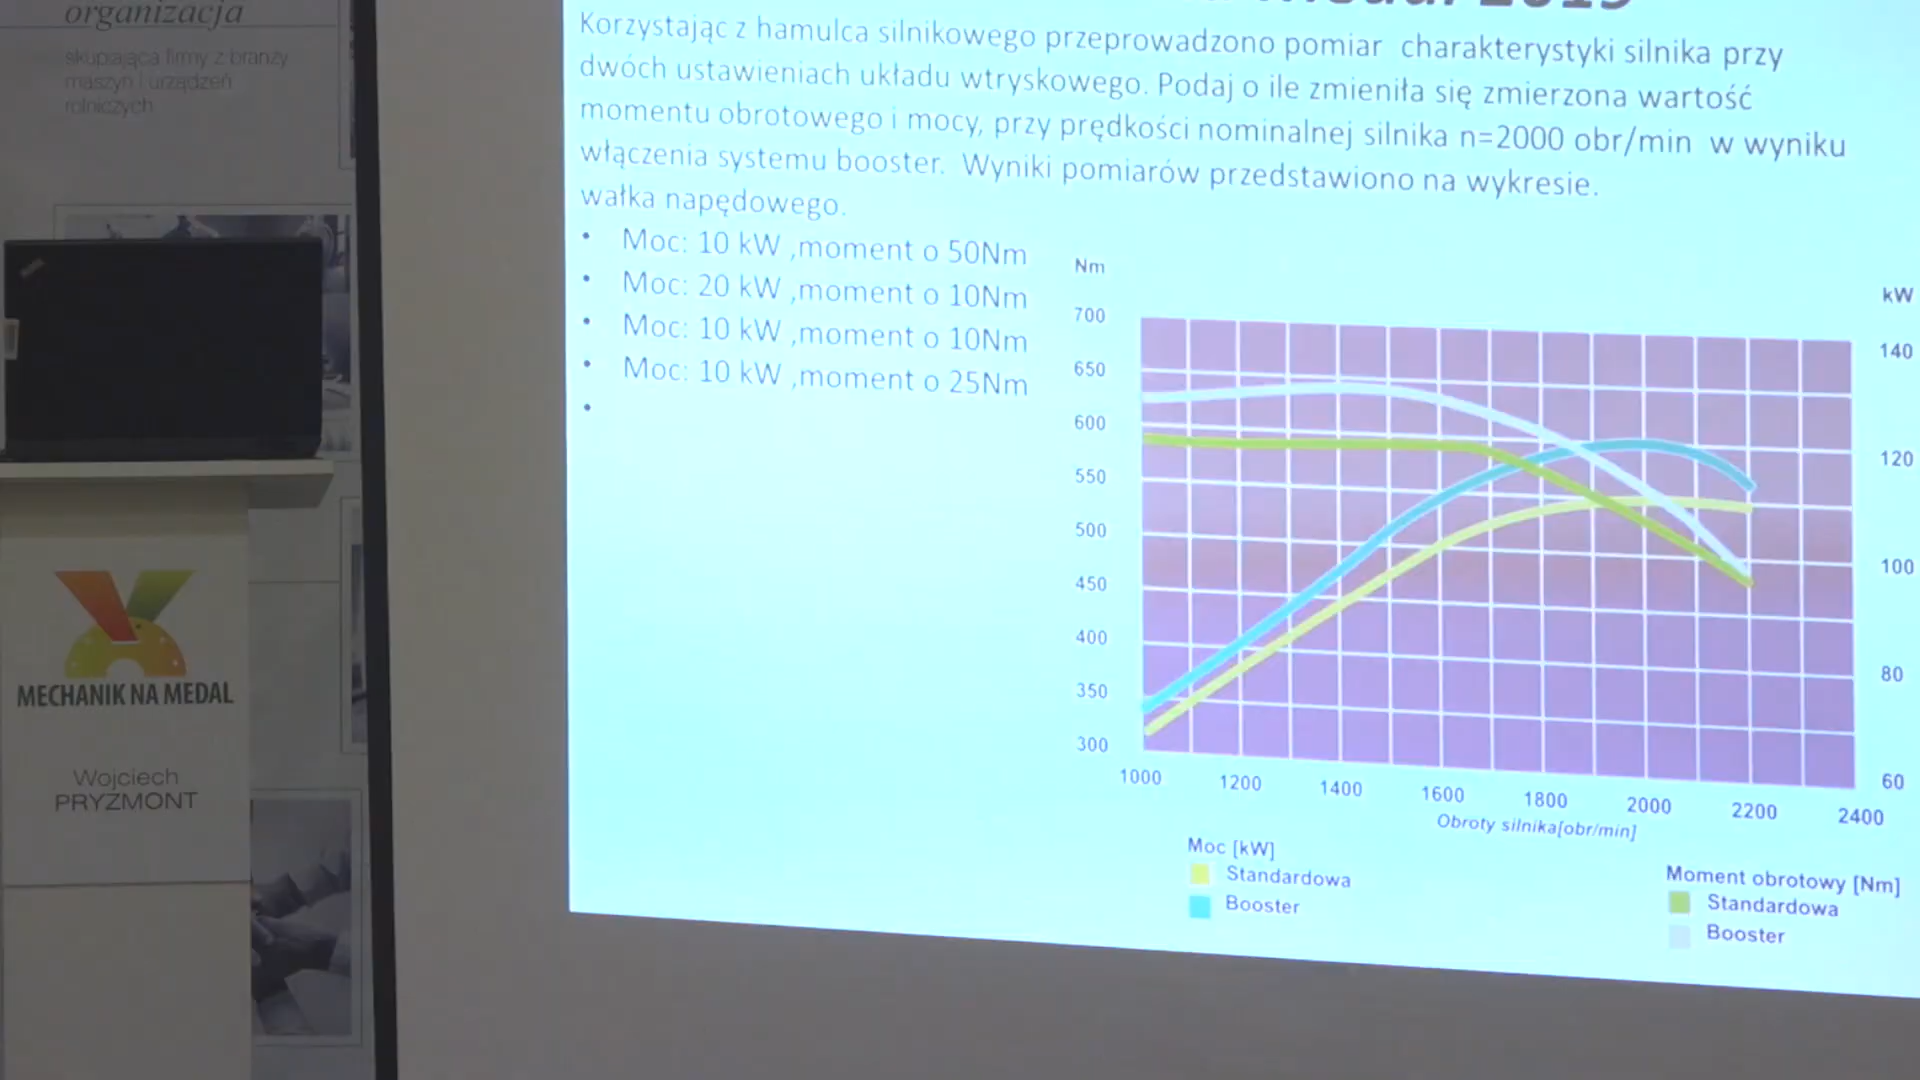 organizacja
skupiająca firmy z branży
maszyn i urządzeń
rolniczych
2019
Korzystając z hamulca silnikowego przeprowadzono pomiar charakterystyki silnika przy
dwóch ustawieniach układu wtryskowego. Podaj o ile zmieniła się zmierzona wartość
momentu obrotowego i mocy, przy prędkości nominalnej silnika n=2000 obr/min w wyniku
włączenia systemu booster. Wyniki pomiarów przedstawiono na wykresie.
wałka napędowego.
• Moc: 10 kW ,moment o 50Nm
• Moc: 20 kW ,moment o 10Nm
• Moc: 10 kW ,moment o 10Nm
• Moc: 10 kW ,moment o 25Nm
•
Nm
700
650
600
550
500
450
400
350
300
kW
140
120
100
80
60
1000 1200 1400 1600 1800 2000 2200 2400
Obroty silnika[obr/min]
Moc [kW]
Standardowa
Booster
Moment obrotowy [Nm]
Standardowa
Booster
MECHANIK NA MEDAL
Wojciech
PRYZMONT